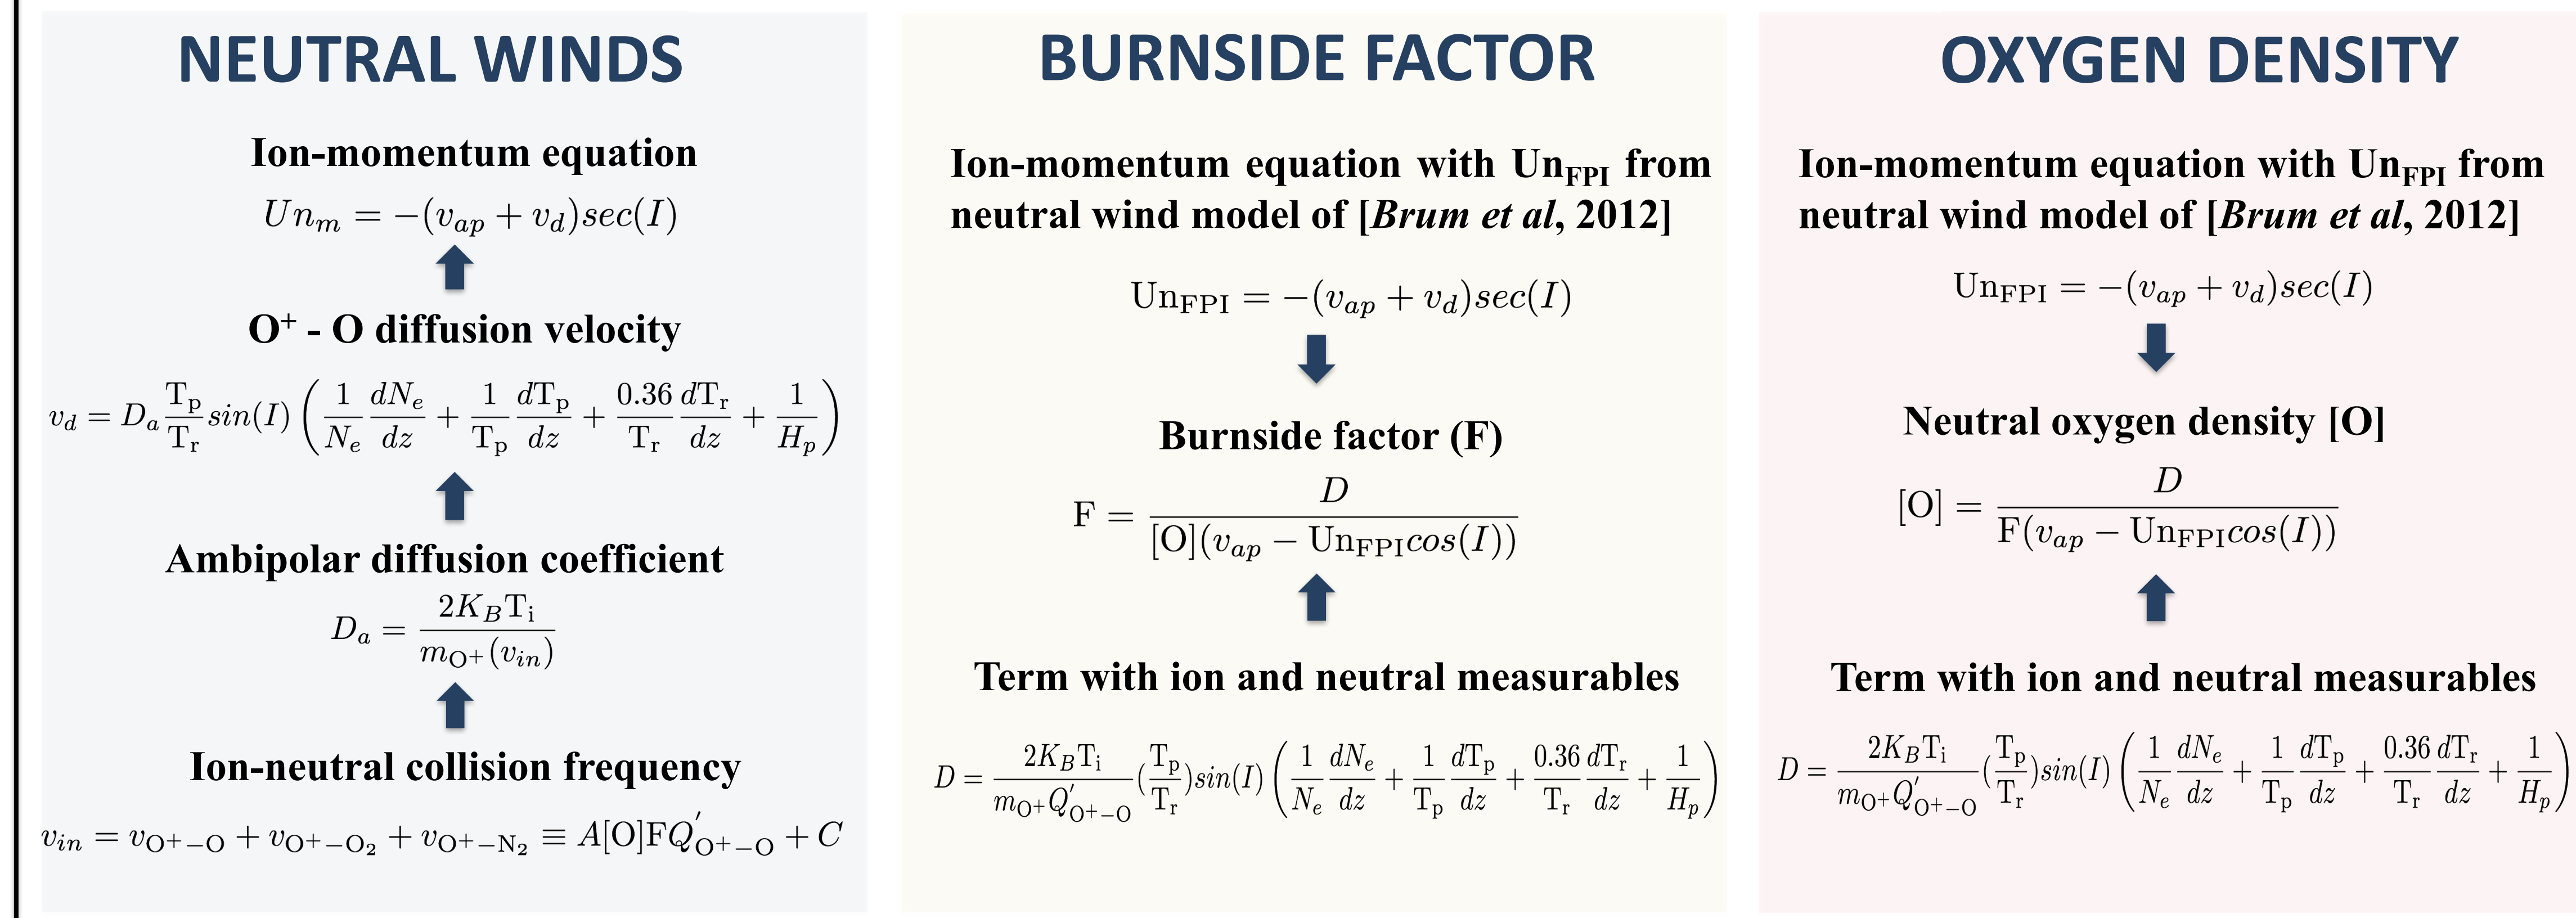 NEUTRAL WINDS
Ion-momentum equation
Un_m = −(v_ap + v_d)sec(I)
O⁺ - O diffusion velocity
v_d = D_a T_p/T_r sin(I) (1/N_e dN_e/dz + 1/T_p dT_p/dz + 0.36/T_r dT_r/dz + 1/H_p)
Ambipolar diffusion coefficient
D_a = 2K_BT_i / m_O⁺(v_in)
Ion-neutral collision frequency
v_in = v_O⁺−O + v_O⁺−O₂ + v_O⁺−N₂ ≡ A[O]FQ′_O⁺−O + C
BURNSIDE FACTOR
Ion-momentum equation with Un_FPI from
neutral wind model of [Brum et al, 2012]
Un_FPI = −(v_ap + v_d)sec(I)
Burnside factor (F)
F = D / [O](v_ap − Un_FPI cos(I))
Term with ion and neutral measurables
D = 2K_BT_i / m_O⁺Q′_O⁺−O (T_p/T_r)sin(I) (1/N_e dN_e/dz + 1/T_p dT_p/dz + 0.36/T_r dT_r/dz + 1/H_p)
OXYGEN DENSITY
Ion-momentum equation with Un_FPI from
neutral wind model of [Brum et al, 2012]
Un_FPI = −(v_ap + v_d)sec(I)
Neutral oxygen density [O]
[O] = D / F(v_ap − Un_FPI cos(I))
Term with ion and neutral measurables
D = 2K_BT_i / m_O⁺Q′_O⁺−O (T_p/T_r)sin(I) (1/N_e dN_e/dz + 1/T_p dT_p/dz + 0.36/T_r dT_r/dz + 1/H_p)